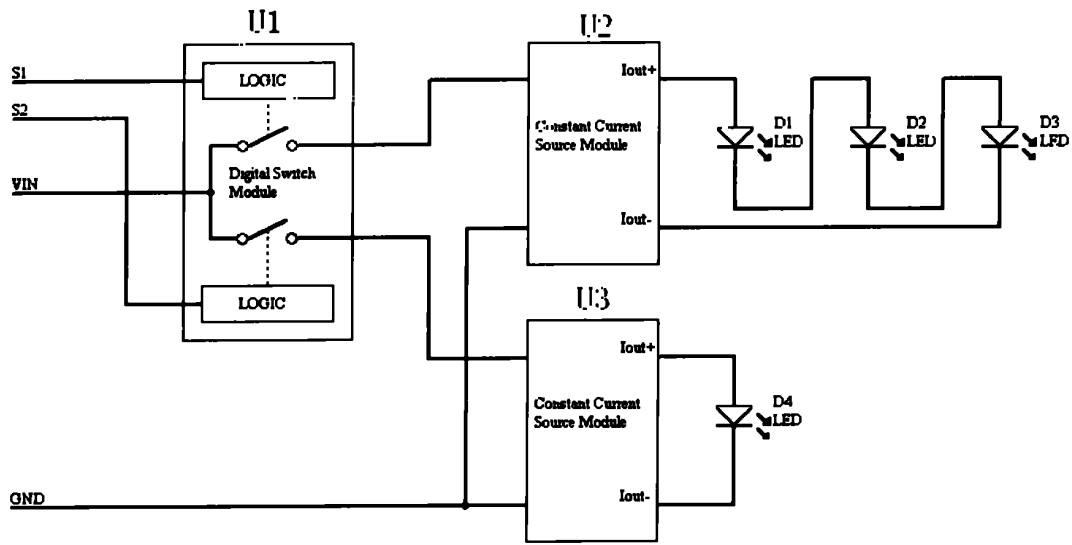 U1
U2
S1
LOGIC
Iout+
S2
D1
LED
D2
LED
D3
LED
Constant Current
Source Module
Digital Switch
Module
VIN
Iout-
LOGIC
U3
Iout+
D4
LED
Constant Current
Source Module
GND
Iout-